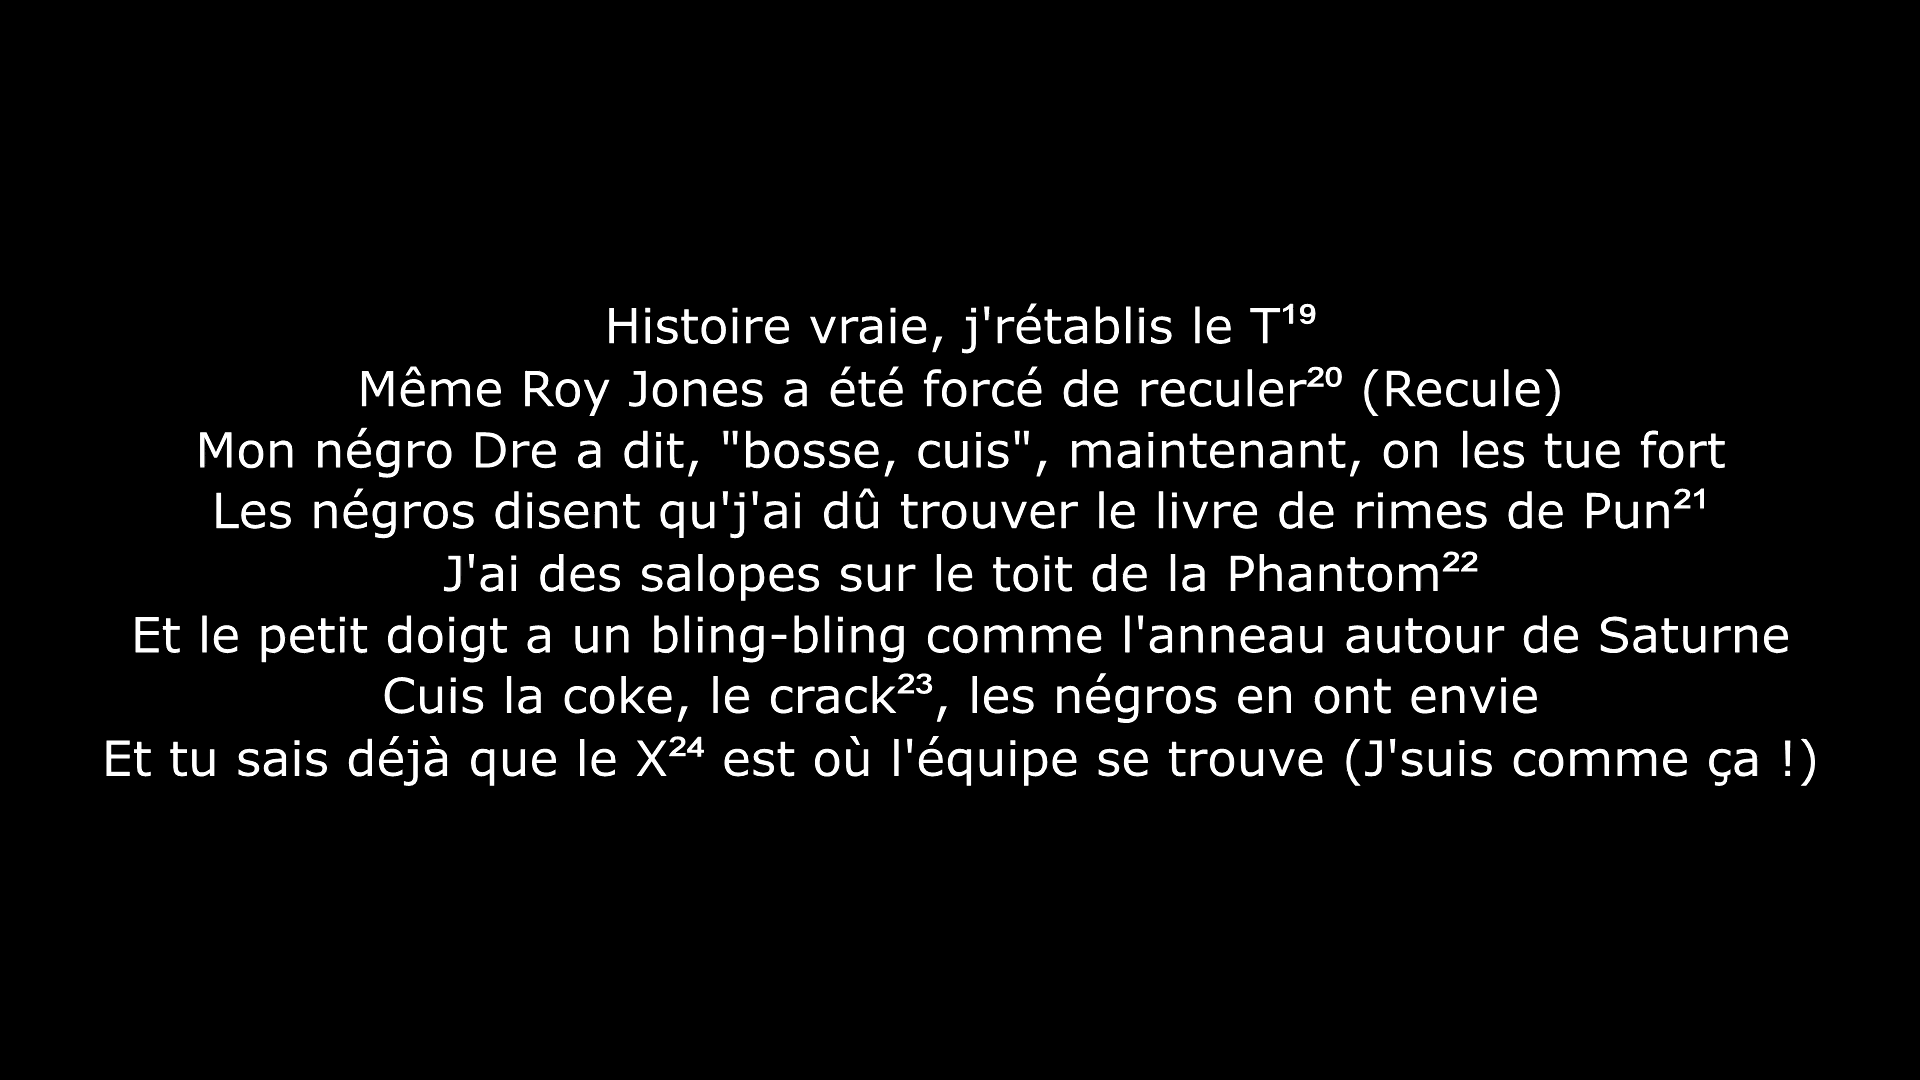 Histoire vraie, j'rétablis le T¹⁹
Même Roy Jones a été forcé de reculer²⁰ (Recule)
Mon négro Dre a dit, "bosse, cuis", maintenant, on les tue fort
Les négros disent qu'j'ai dû trouver le livre de rimes de Pun²¹
J'ai des salopes sur le toit de la Phantom²²
Et le petit doigt a un bling-bling comme l'anneau autour de Saturne
Cuis la coke, le crack²³, les négros en ont envie
Et tu sais déjà que le X²⁴ est où l'équipe se trouve (J'suis comme ça !)